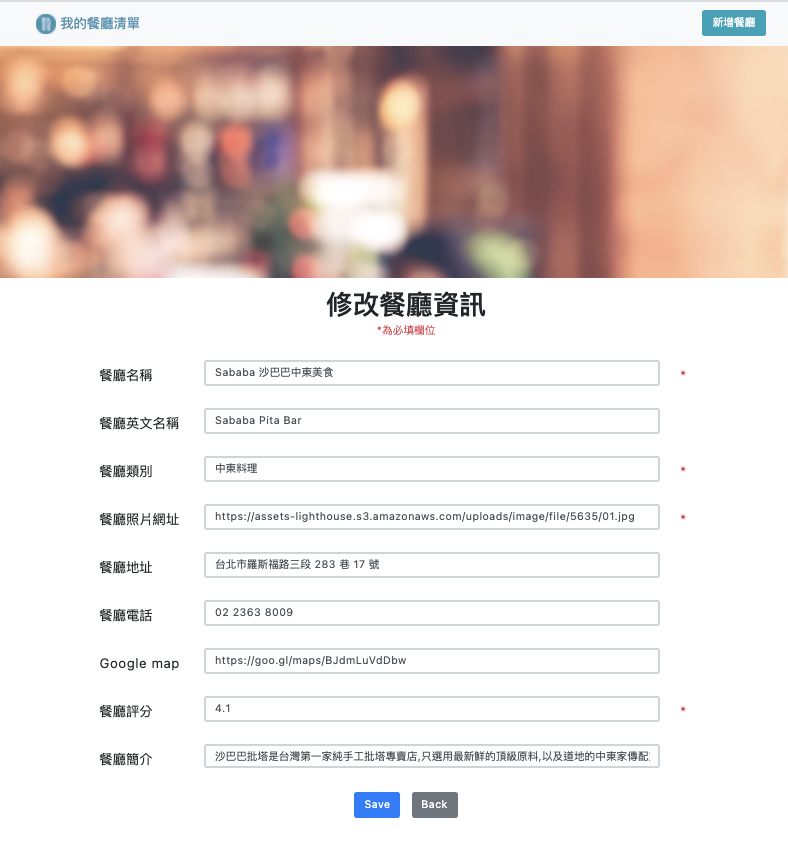 我的餐廳清單
新增餐廳
修改餐廳資訊
*為必填欄位
餐廳名稱 Sababa 沙巴巴中東美食 *
餐廳英文名稱 Sababa Pita Bar
餐廳類別 中東料理 *
餐廳照片網址 https://assets-lighthouse.s3.amazonaws.com/uploads/image/file/5635/01.jpg *
餐廳地址 台北市羅斯福路三段 283 巷 17 號
餐廳電話 02 2363 8009
Google map https://goo.gl/maps/BJdmLuVdDbw
餐廳評分 4.1 *
餐廳簡介 沙巴巴批塔是台灣第一家純手工批塔專賣店,只選用最新鮮的頂級原料,以及道地的中東家傳配
Save Back